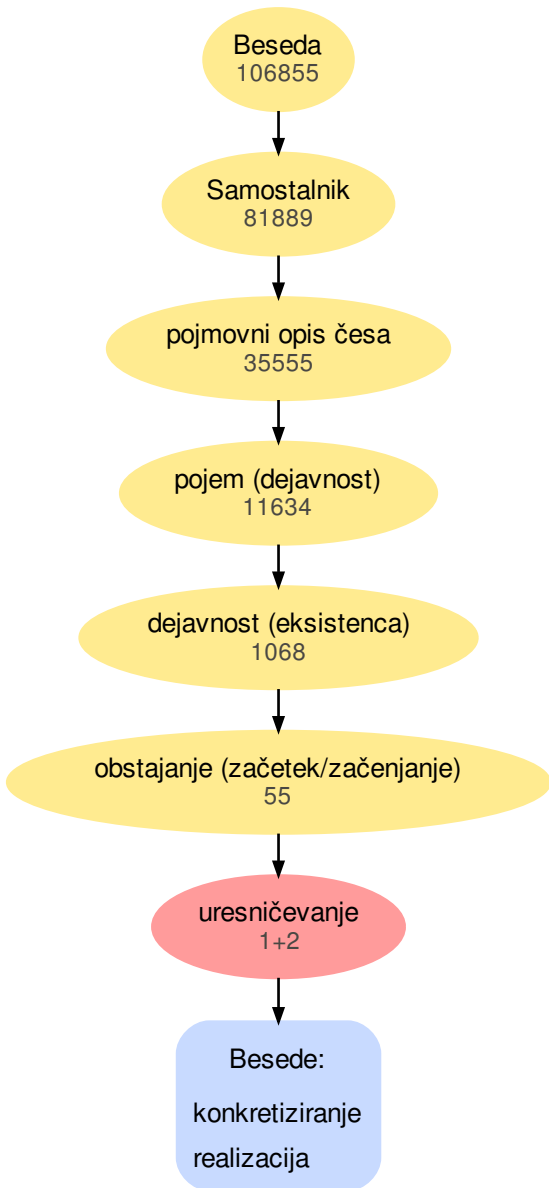 Beseda
106855
Samostalnik
81889
pojmovni opis česa
35555
pojem (dejavnost)
11634
dejavnost (eksistenca)
1068
obstajanje (začetek/začenjanje)
55
uresničevanje
1+2
Besede:
konkretiziranje
realizacija